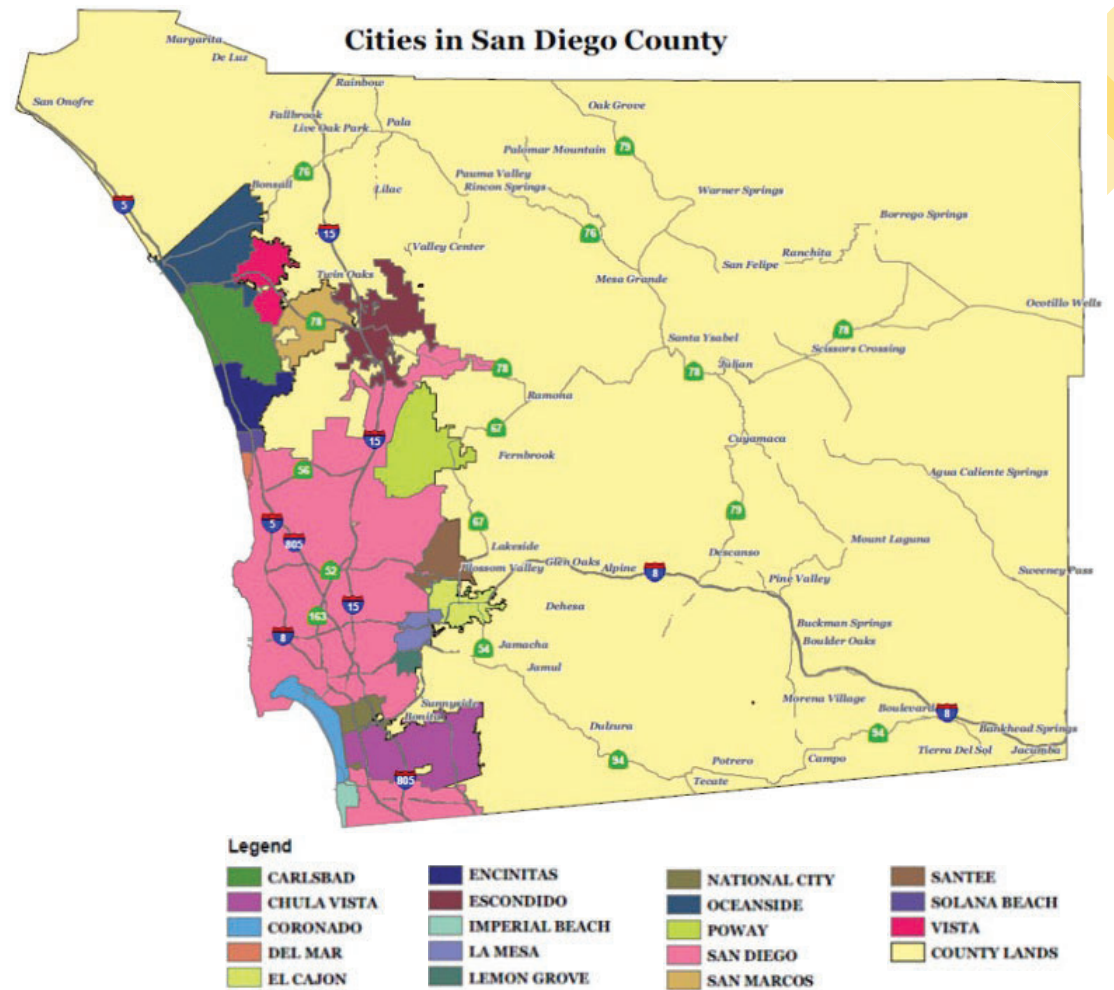 Cities in San Diego County
Margarita
De Luz
San Onofre
Rainbow
Fallbrook
Live Oak Park
Pala
Oak Grove
79
Palomar Mountain
76
Bonsall
Lilac
Pauma Valley
Rincon Springs
Warner Springs
5
15
76
Borrego Springs
Valley Center
Ranchita
San Felipe
Twin Oaks
Mesa Grande
Ocotillo Wells
78
78
Santa Ysabel
Scissors Crossing
78
Julian
78
Ramona
67
15
Cuyamaca
Fernbrook
56
Agua Caliente Springs
79
5
67
805
Lakeside
Mount Laguna
Descanso
52
Blossom Valley
Glen Oaks
Alpine
8
Pine Valley
Sweeney Pass
163
15
Dehesa
Buckman Springs
8
Boulder Oaks
Jamacha
54
Jamul
Morena Village
Sunnyside
Bonita
Boulevard
8
Dulzura
94
Bankhead Springs
Tierra Del Sol
Jacumba
94
Potrero
Campo
805
Tecate
Legend
CARLSBAD
CHULA VISTA
CORONADO
DEL MAR
EL CAJON
ENCINITAS
ESCONDIDO
IMPERIAL BEACH
LA MESA
LEMON GROVE
NATIONAL CITY
OCEANSIDE
POWAY
SAN DIEGO
SAN MARCOS
SANTEE
SOLANA BEACH
VISTA
COUNTY LANDS